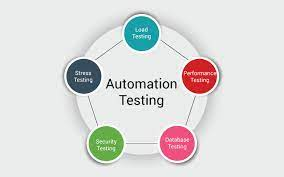 Load
Testing
Stress
Testing
Performance
Testing
Automation
Testing
Security
Testing
Database
Testing